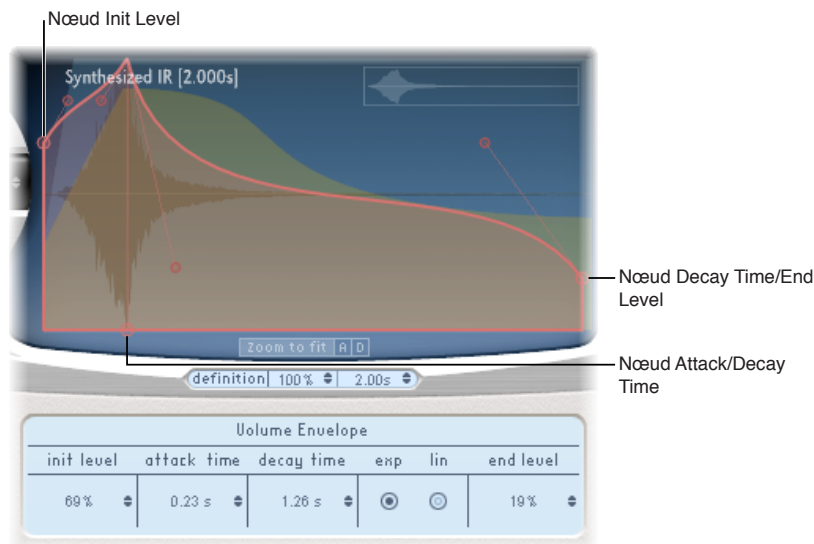 Nœud Init Level
Synthesized IR [2.000s]
Nœud Decay Time/End
Level
Zoom to fit A D
Nœud Attack/Decay
Time
definition 100% 2.00s
Volume Envelope
init level attack time decay time exp lin end level
69% 0.23 s 1.26 s 19%